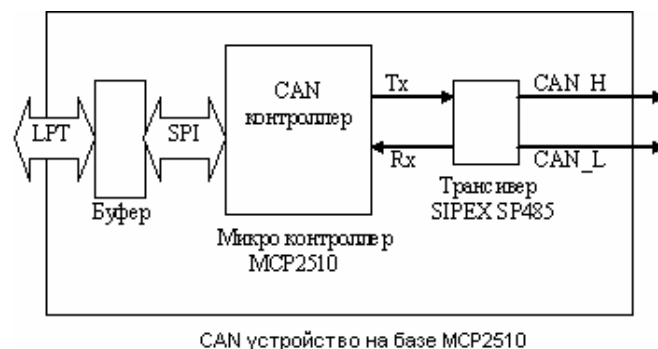 CAN
контроллер
Tx
CAN_H
LPT
SPI
Rx
CAN_L
Буфер
Трансивер
SIPEX SP485
Микро контроллер
MCP2510
CAN устройство на базе MCP2510